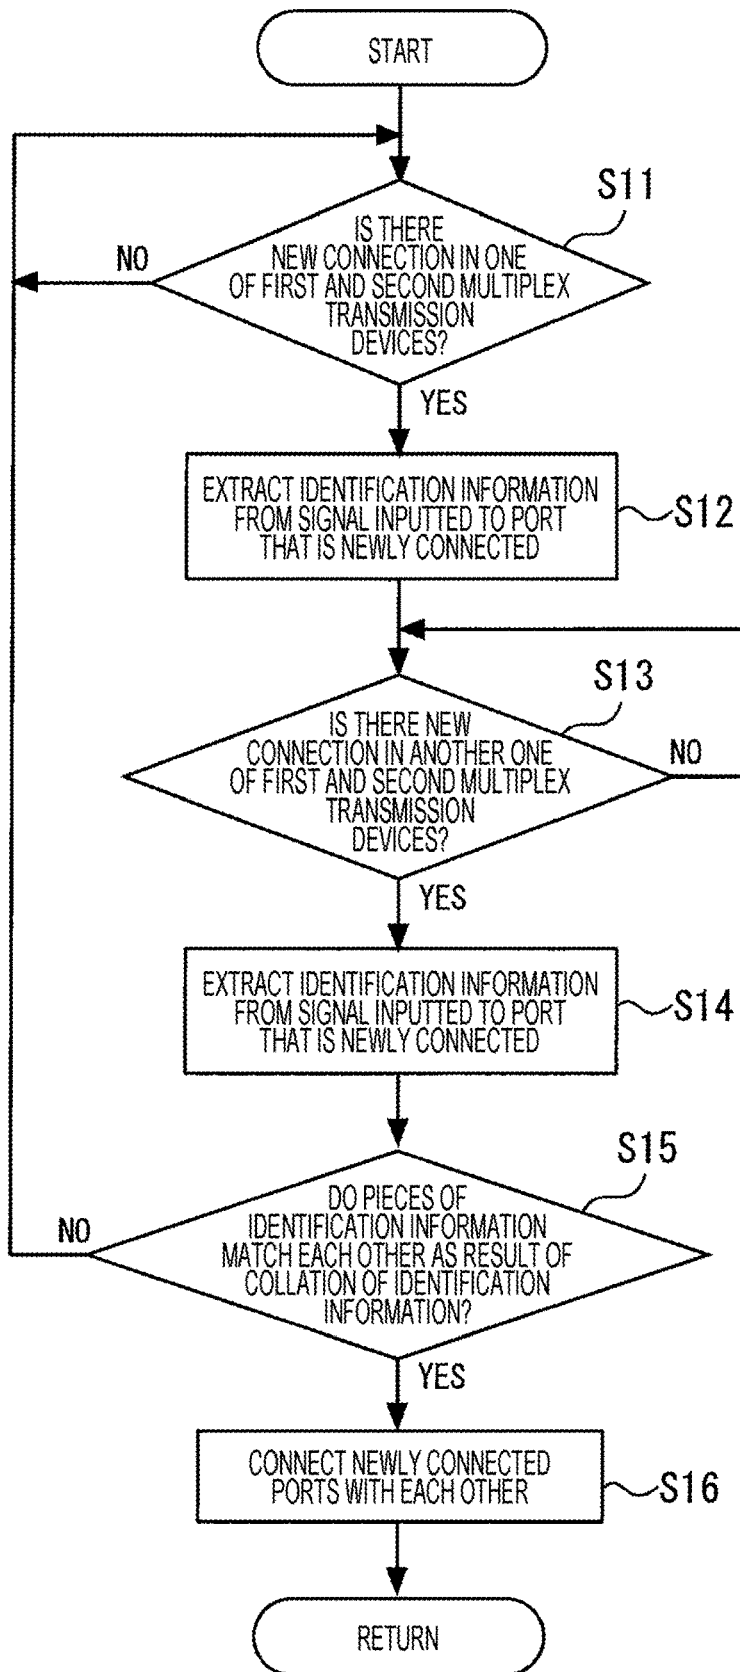 START
S11
IS THERE
NEW CONNECTION IN ONE
OF FIRST AND SECOND MULTIPLEX
TRANSMISSION
DEVICES?
NO
YES
EXTRACT IDENTIFICATION INFORMATION
FROM SIGNAL INPUTTED TO PORT
THAT IS NEWLY CONNECTED
S12
S13
IS THERE NEW
CONNECTION IN ANOTHER ONE
OF FIRST AND SECOND MULTIPLEX
TRANSMISSION
DEVICES?
NO
YES
EXTRACT IDENTIFICATION INFORMATION
FROM SIGNAL INPUTTED TO PORT
THAT IS NEWLY CONNECTED
S14
S15
DO PIECES OF
IDENTIFICATION INFORMATION
MATCH EACH OTHER AS RESULT OF
COLLATION OF IDENTIFICATION
INFORMATION?
NO
YES
CONNECT NEWLY CONNECTED
PORTS WITH EACH OTHER
S16
RETURN